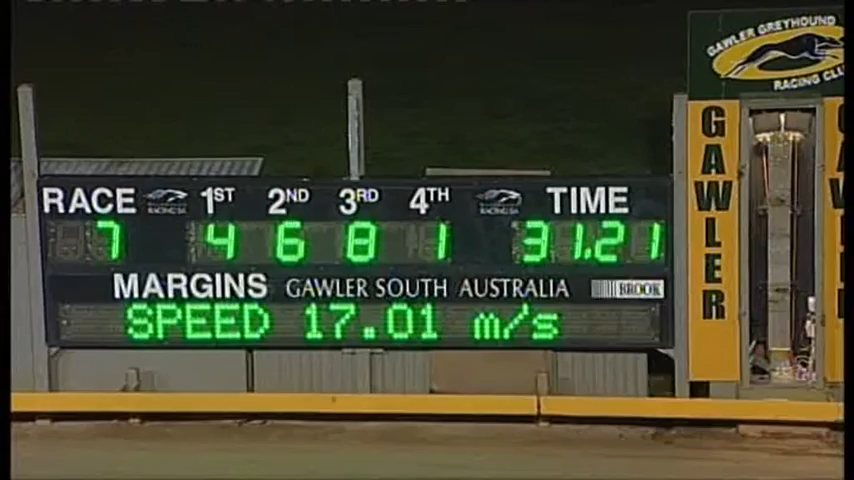 GAWLER GREYHOUND
RACING CLUB
RACE 1ST 2ND 3RD 4TH TIME
7 4 6 8 1 31.21
MARGINS GAWLER SOUTH AUSTRALIA BROOK
SPEED 17.01 m/s
GAWLER